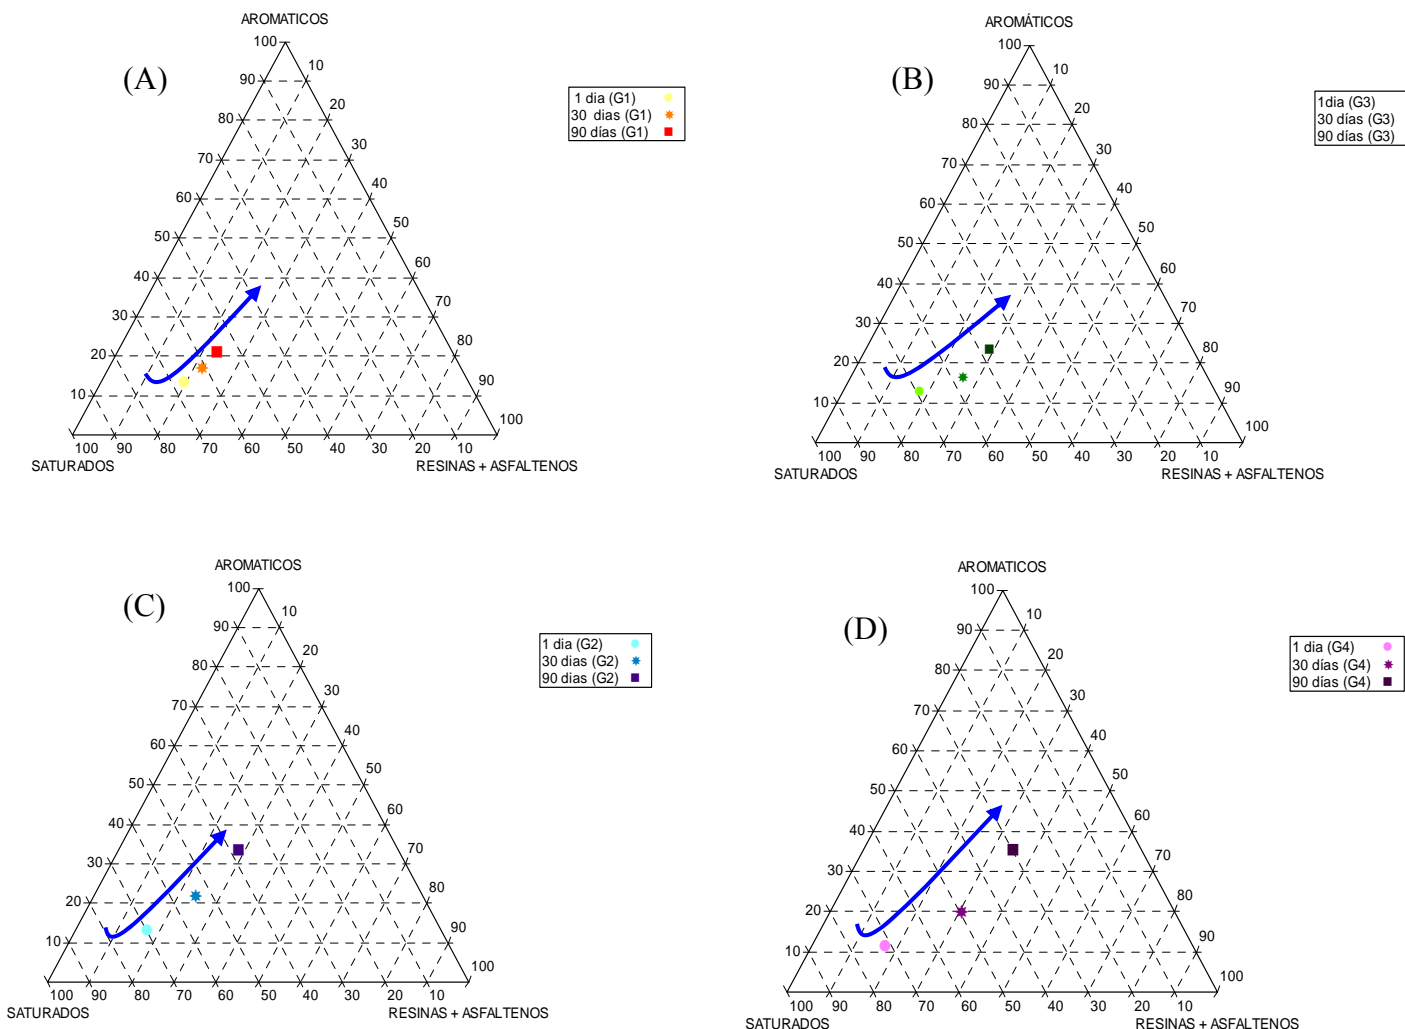 (A)
AROMATICOS
100
90
80
70
60
50
40
30
20
10
10
20
30
40
50
60
70
80
90
100
100 90 80 70 60 50 40 30 20 10
SATURADOS
RESINAS + ASFALTENOS
1 dia (G1)
30 dias (G1)
90 días (G1)
(B)
AROMÁTICOS
100
90
80
70
60
50
40
30
20
10
10
20
30
40
50
60
70
80
90
100
100 90 80 70 60 50 40 30 20 10
SATURADOS
RESINAS + ASFALTENOS
1dia (G3)
30 días (G3)
90 días (G3)
(C)
AROMATICOS
100
90
80
70
60
50
40
30
20
10
10
20
30
40
50
60
70
80
90
100
100 90 80 70 60 50 40 30 20 10
SATURADOS
RESINAS + ASFALTENOS
1 dia (G2)
30 dias (G2)
90 dias (G2)
(D)
AROMATICOS
100
90
80
70
60
50
40
30
20
10
10
20
30
40
50
60
70
80
90
100
100 90 80 70 60 50 40 30 20 10
SATURADOS
RESINAS + ASFALTENOS
1 dia (G4)
30 días (G4)
90 días (G4)